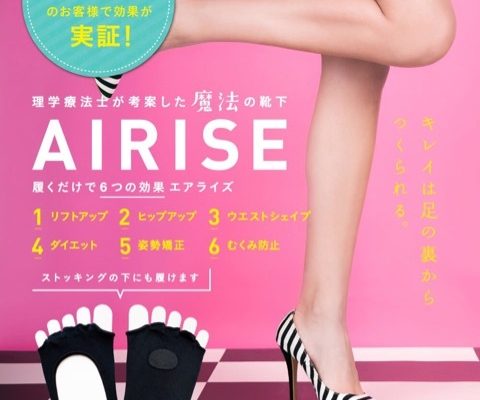 のお客様で効果が
実証!
理学療法士が考案した魔法の靴下
AIRISE
履くだけで6つの効果 エアライズ
1 リフトアップ 2 ヒップアップ 3 ウエストシェイプ
4 ダイエット 5 姿勢矯正 6 むくみ防止
ストッキングの下にも履けます
キレイは足の裏から
つくられる。